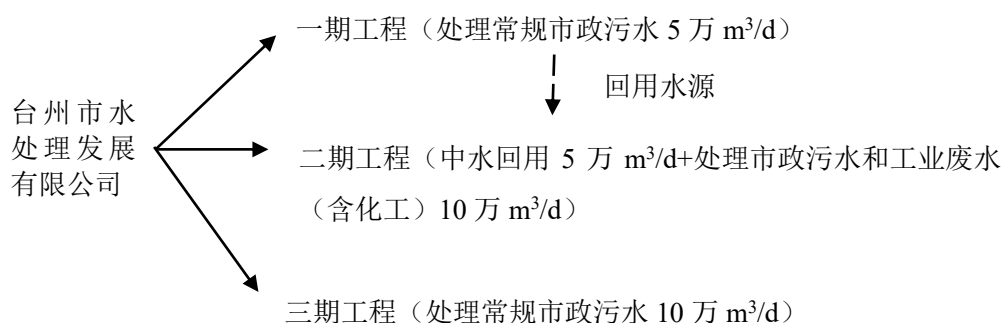 一期工程（处理常规市政污水 5 万 m³/d）
回用水源
台州市水
处理发展
有限公司
二期工程（中水回用 5 万 m³/d+处理市政污水和工业废水
（含化工）10 万 m³/d）
三期工程（处理常规市政污水 10 万 m³/d）